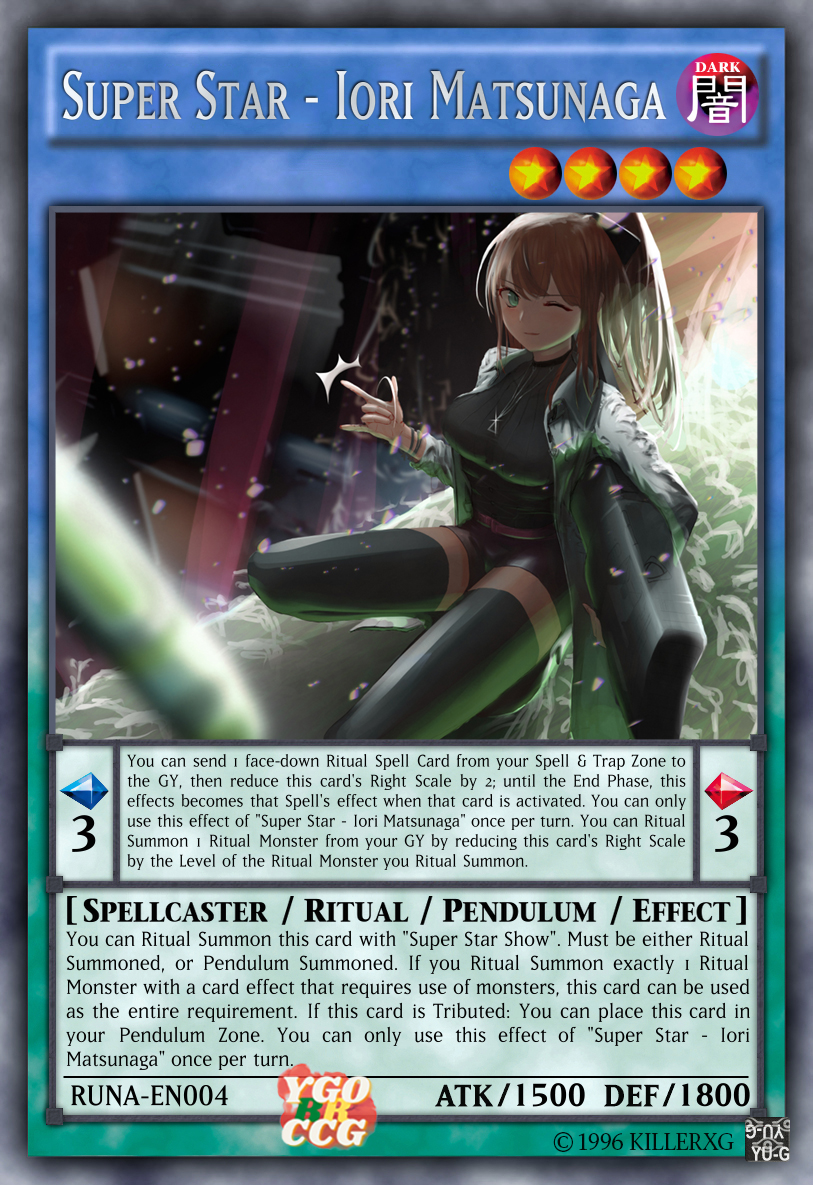 Super Star - Iori Matsunaga
DARK
闇
You can send 1 face-down Ritual Spell Card from your Spell & Trap Zone to
the GY, then reduce this card's Right Scale by 2; until the End Phase, this
effects becomes that Spell's effect when that card is activated. You can only
use this effect of "Super Star - Iori Matsunaga" once per turn. You can Ritual
Summon 1 Ritual Monster from your GY by reducing this card's Right Scale
by the Level of the Ritual Monster you Ritual Summon.
3
3
[Spellcaster / Ritual / Pendulum / Effect]
You can Ritual Summon this card with "Super Star Show". Must be either Ritual
Summoned, or Pendulum Summoned. If you Ritual Summon exactly 1 Ritual
Monster with a card effect that requires use of monsters, this card can be used
as the entire requirement. If this card is Tributed: You can place this card in
your Pendulum Zone. You can only use this effect of "Super Star - Iori
Matsunaga" once per turn.
RUNA-EN004
YGO
RR
CCG
ATK/1500 DEF/1800
© 1996 KILLERXG